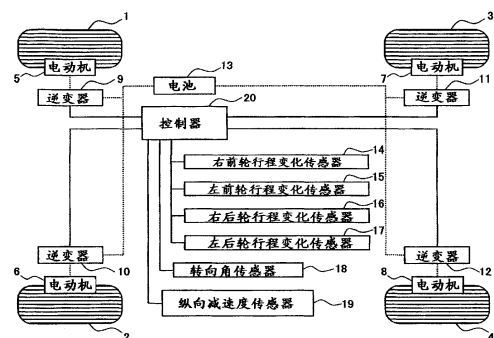 1
3
电动机
5
9
13
电动机
7
11
逆变器
电池
20
逆变器
控制器
14
右前轮行程变化传感器
15
左前轮行程变化传感器
16
右后轮行程变化传感器
17
左后轮行程变化传感器
逆变器
10
转向角传感器
18
逆变器
12
6
电动机
纵向减速度传感器
19
8
电动机
2
4